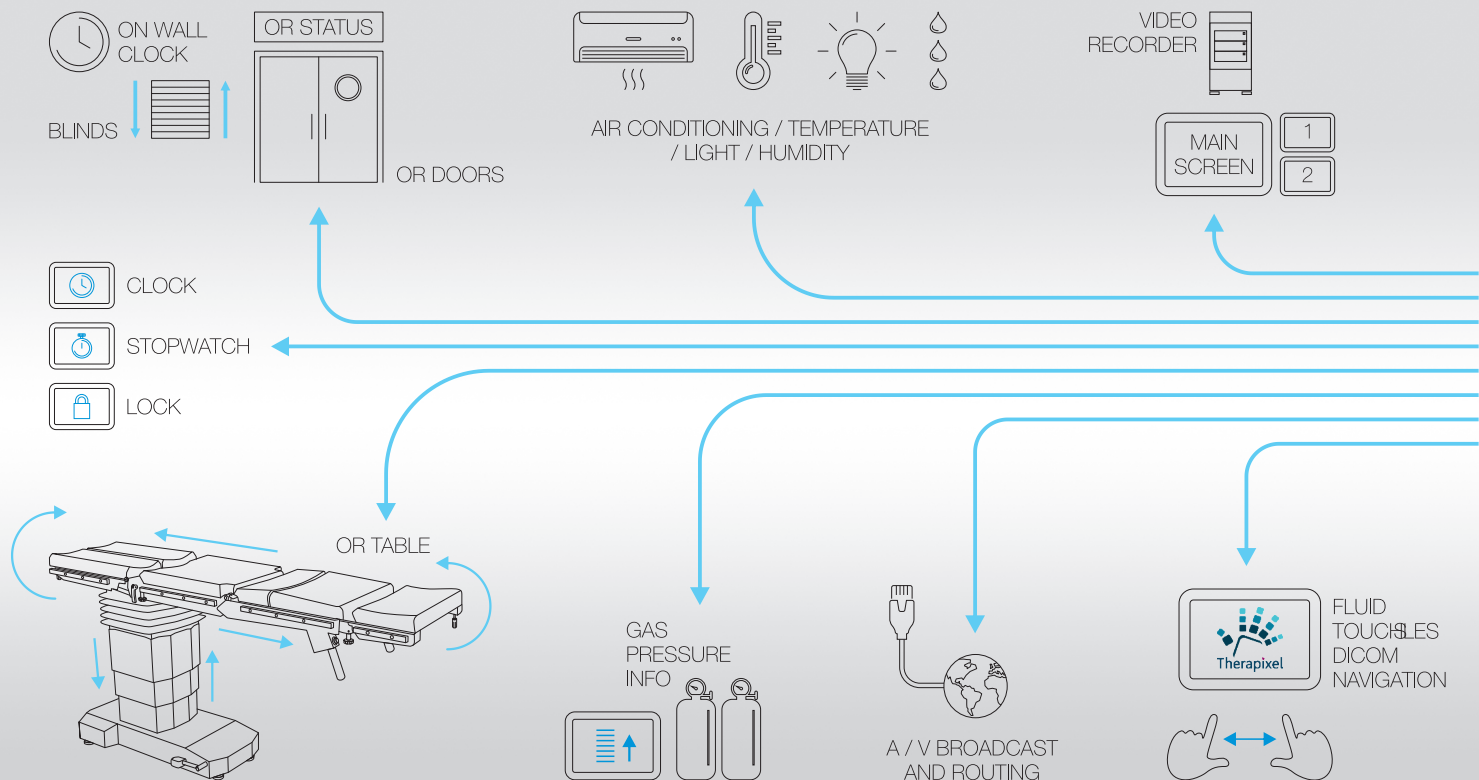 ON WALL
CLOCK
OR STATUS
BLINDS
OR DOORS
AIR CONDITIONING / TEMPERATURE
/ LIGHT / HUMIDITY
VIDEO
RECORDER
MAIN
SCREEN
1
2
CLOCK
STOPWATCH
LOCK
OR TABLE
GAS
PRESSURE
INFO
A / V BROADCAST
AND ROUTING
Therapixel
FLUID
TOUCHSLES
DICOM
NAVIGATION